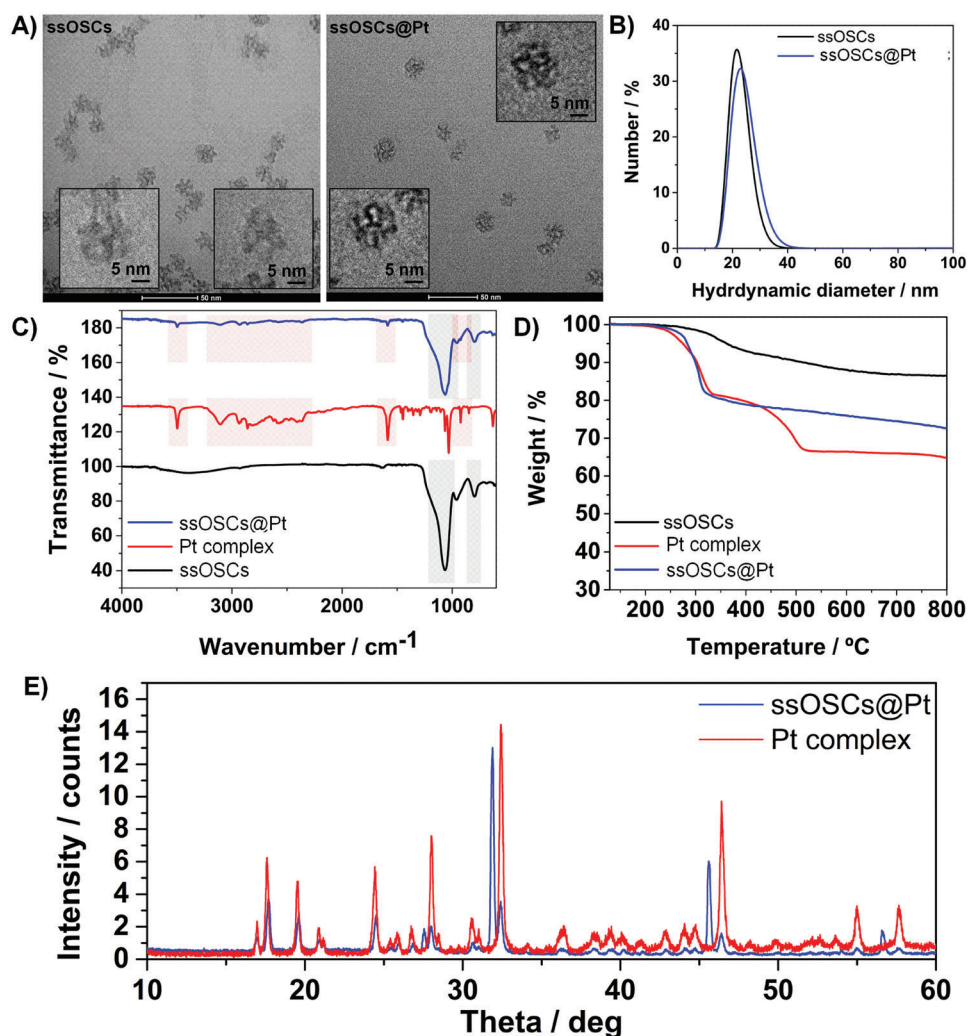 A)
ssOSCs
5 nm
5 nm
50 nm
ssOSCs@Pt
5 nm
5 nm
50 nm
B)
ssOSCs
ssOSCs@Pt
Number / %
40
30
20
10
0
0 20 40 60 80 100
Hydrdynamic diameter / nm
C)
Transmittance / %
180
160
140
120
100
80
60
40
ssOSCs@Pt
Pt complex
ssOSCs
4000 3000 2000 1000
Wavenumber / cm-1
D)
Weight / %
100
90
80
70
60
50
40
30
ssOSCs
Pt complex
ssOSCs@Pt
200 300 400 500 600 700 800
Temperature / ºC
E)
Intensity / counts
16
14
12
10
8
6
4
2
0
ssOSCs@Pt
Pt complex
10 20 30 40 50 60
Theta / deg